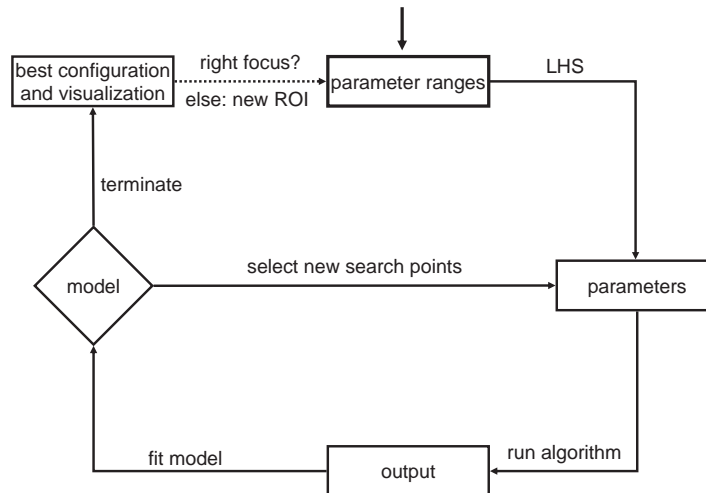 right focus?
best configuration
and visualization
parameter ranges
LHS
else: new ROI
terminate
model
select new search points
parameters
fit model
output
run algorithm